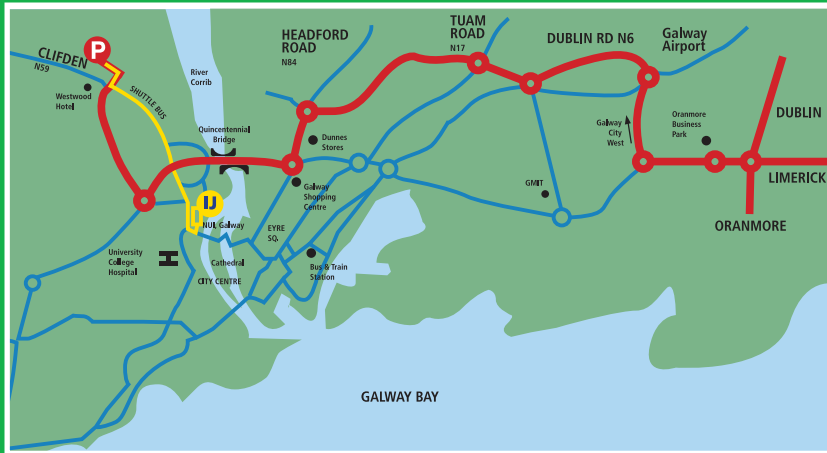 CLIFDEN
N59
P
Westwood
Hotel
SHUTTLE BUS
River
Corrib
Quincentennial
Bridge
HEADFORD
ROAD
N84
Dunnes
Stores
Galway
Shopping
Centre
TUAM
ROAD
N17
DUBLIN RD N6
Galway
Airport
Galway
City
West
Oranmore
Business
Park
DUBLIN
LIMERICK
ORANMORE
GMIT
IJ
NUI, Galway
EYRE
SQ.
University
College
Hospital
H
Cathedral
CITY CENTRE
Bus & Train
Station
GALWAY BAY